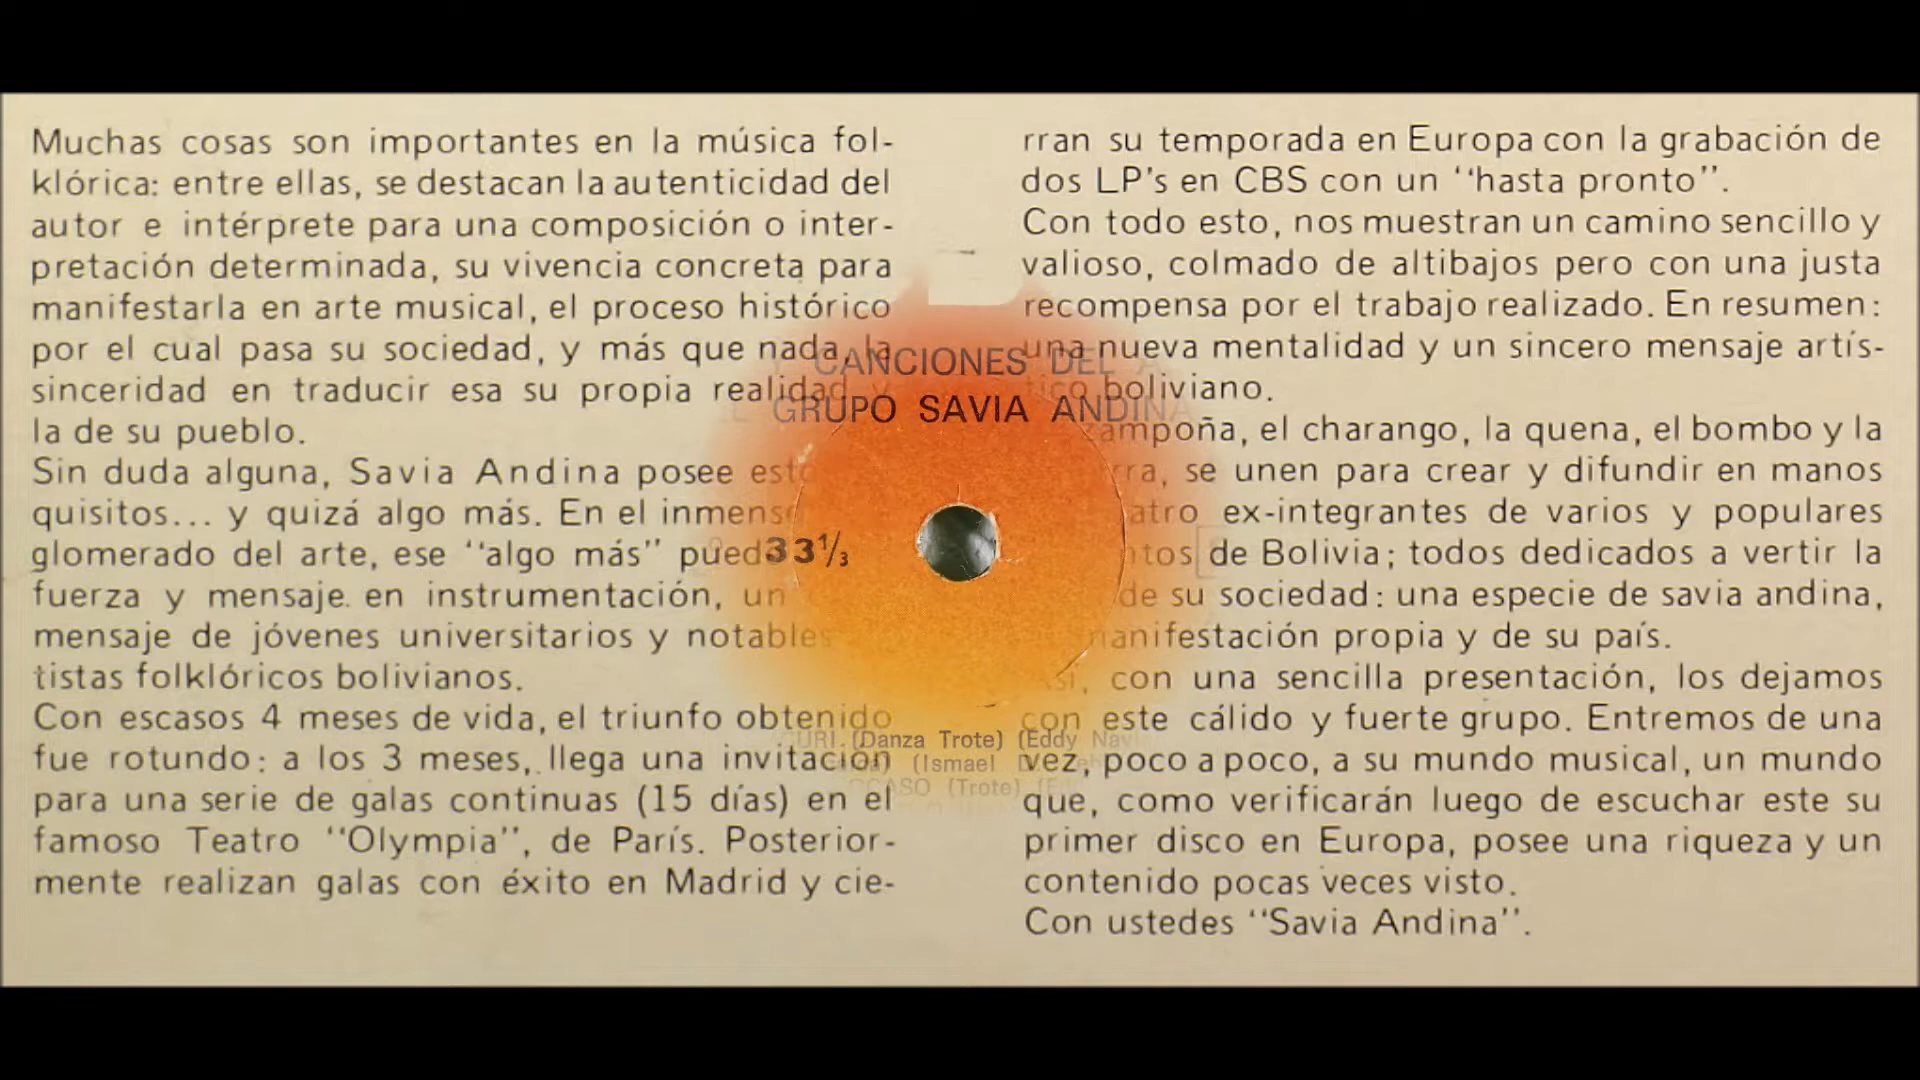 Muchas cosas son importantes en la música fol-
klórica: entre ellas, se destacan la autenticidad del
autor e intérprete para una composición o inter-
pretación determinada, su vivencia concreta para
manifestarla en arte musical, el proceso histórico
por el cual pasa su sociedad, y más que nada, la
sinceridad en traducir esa su propia realidad y
la de su pueblo.
Sin duda alguna, Savia Andina posee
quisitos... y quizá algo más. En el
glomerado del arte, ese "algo más"
fuerza y mensaje. en instrumentación, un
mensaje de jóvenes universitarios y notables
tistas folklóricos bolivianos.
Con escasos 4 meses de vida, el triunfo obtenido
fue rotundo: a los 3 meses, llega una invitación
para una serie de galas continuas (15 días) en el
famoso Teatro "Olympia", de París. Posterior-
mente realizan galas con éxito en Madrid y cie-
rran su temporada en Europa con la grabación de
dos LP's en CBS con un "hasta pronto".
Con todo esto, nos muestran un camino sencillo y
valioso, colmado de altibajos pero con una justa
recompensa por el trabajo realizado. En resumen:
una nueva mentalidad y un sincero mensaje artís-
tico boliviano.
zampoña, el charango, la quena, el bombo y la
se unen para crear y difundir en manos
ex-integrantes de varios y populares
de Bolivia; todos dedicados a vertir la
de su sociedad: una especie de savia andina,
manifestación propia y de su país.
con una sencilla presentación, los dejamos
con este cálido y fuerte grupo. Entremos de una
vez, poco a poco, a su mundo musical, un mundo
que, como verificarán luego de escuchar este su
primer disco en Europa, posee una riqueza y un
contenido pocas veces visto.
Con ustedes "Savia Andina".
CANCIONES DEL
GRUPO SAVIA ANDINA
33⅓
(Danza Trote) (Eddy
(Ismael
(Trote)